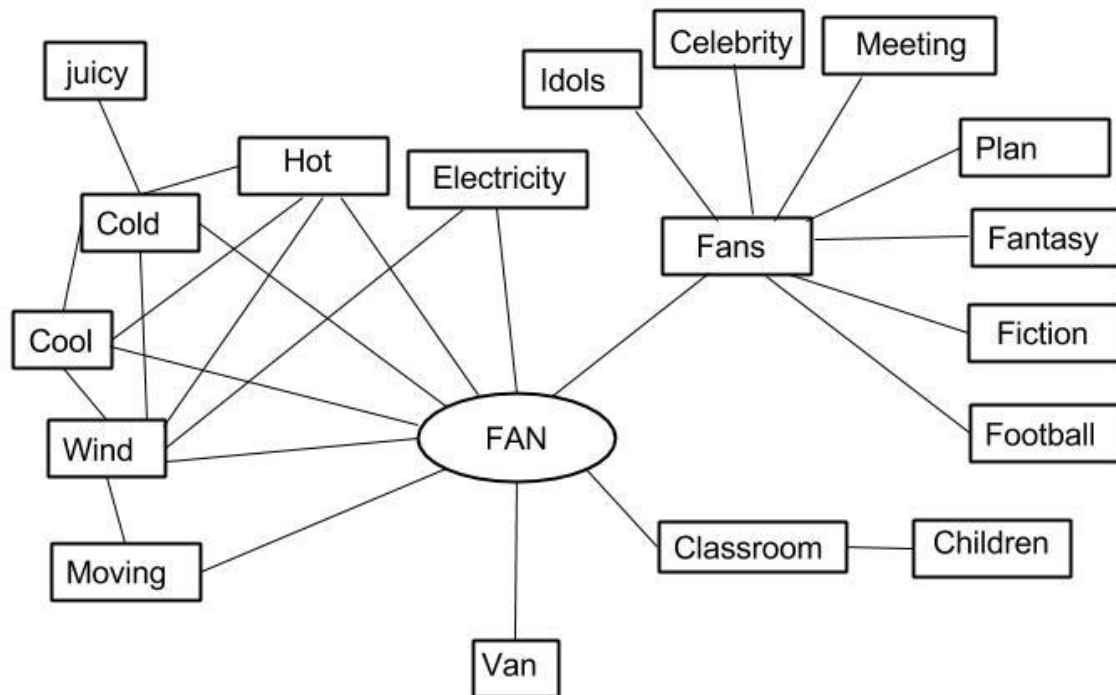 juicy
Celebrity
Meeting
Idols
Hot
Electricity
Plan
Cold
Fans
Fantasy
Cool
Fiction
Wind
FAN
Football
Moving
Classroom
Children
Van